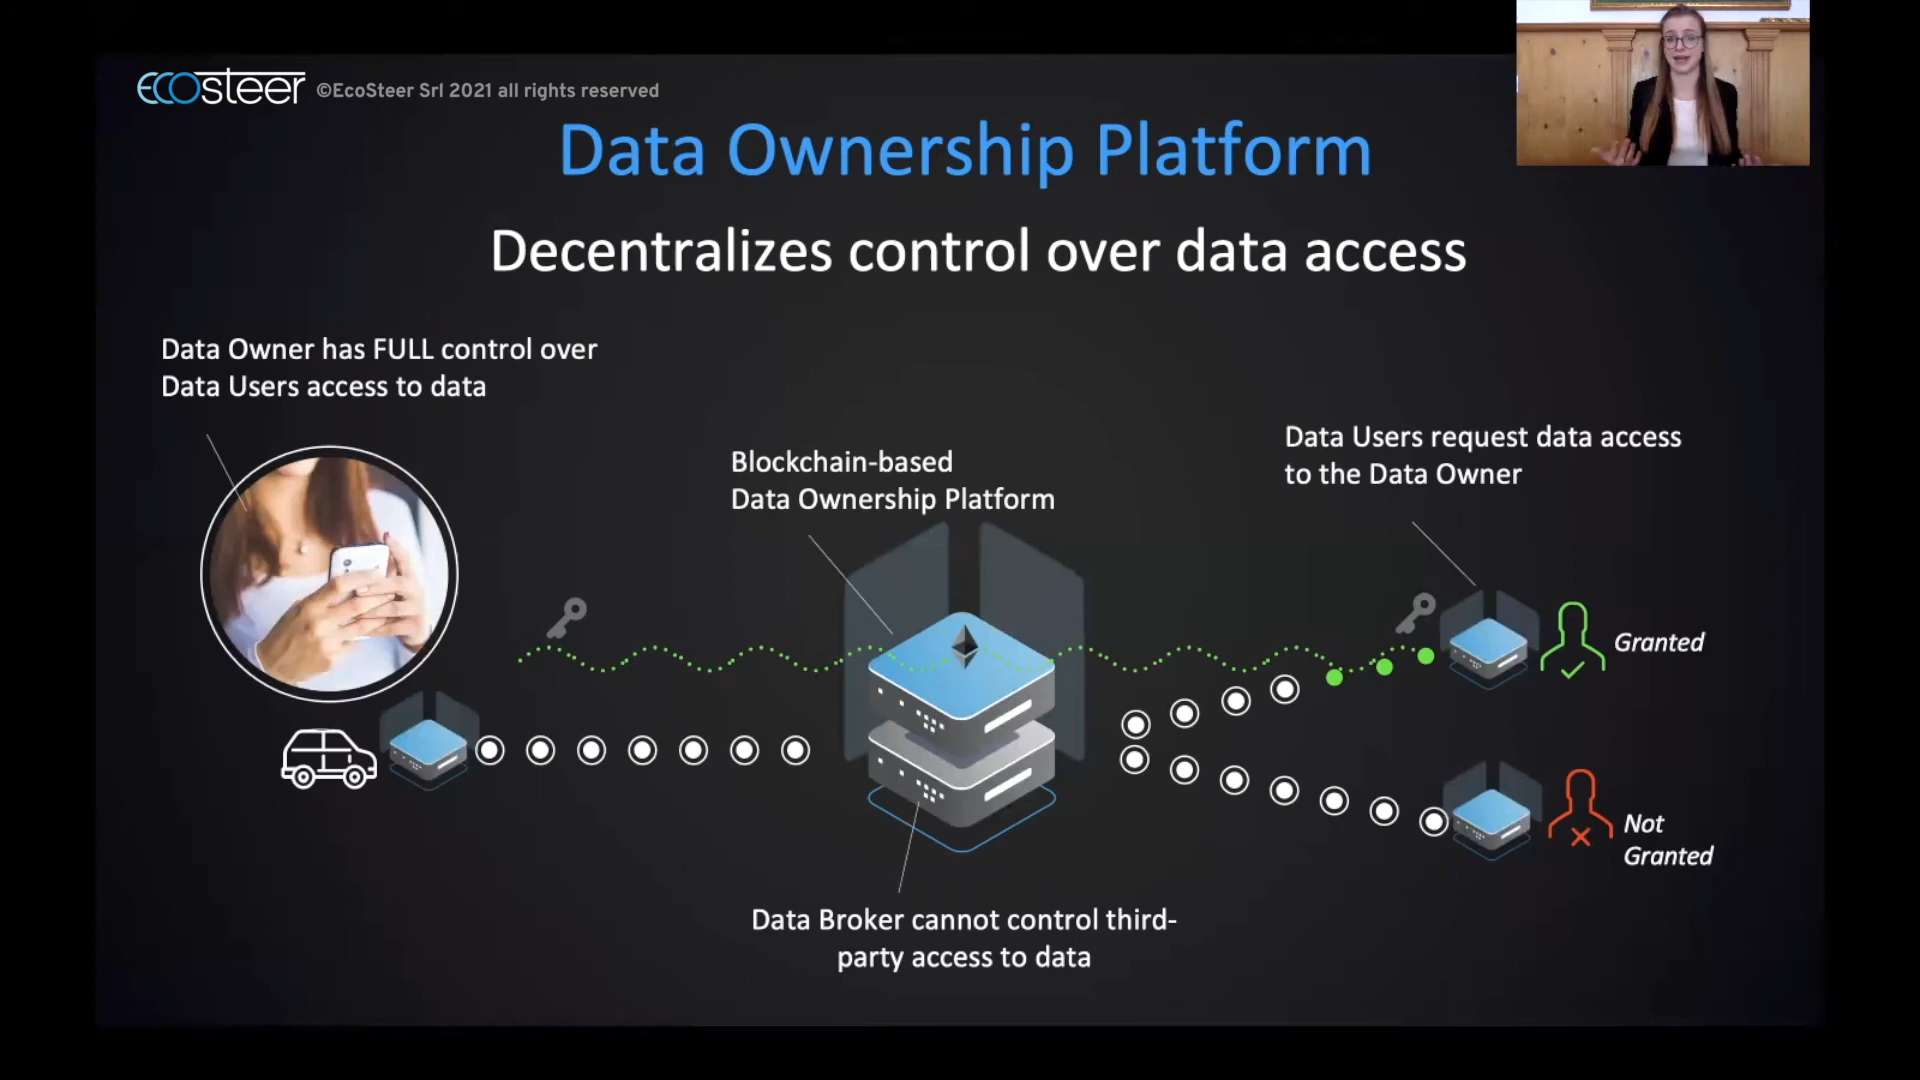 ecosteer ©EcoSteer Srl 2021 all rights reserved
Data Ownership Platform
Decentralizes control over data access
Data Owner has FULL control over
Data Users access to data
Blockchain-based
Data Ownership Platform
Data Users request data access
to the Data Owner
Granted
Not
Granted
Data Broker cannot control third-
party access to data